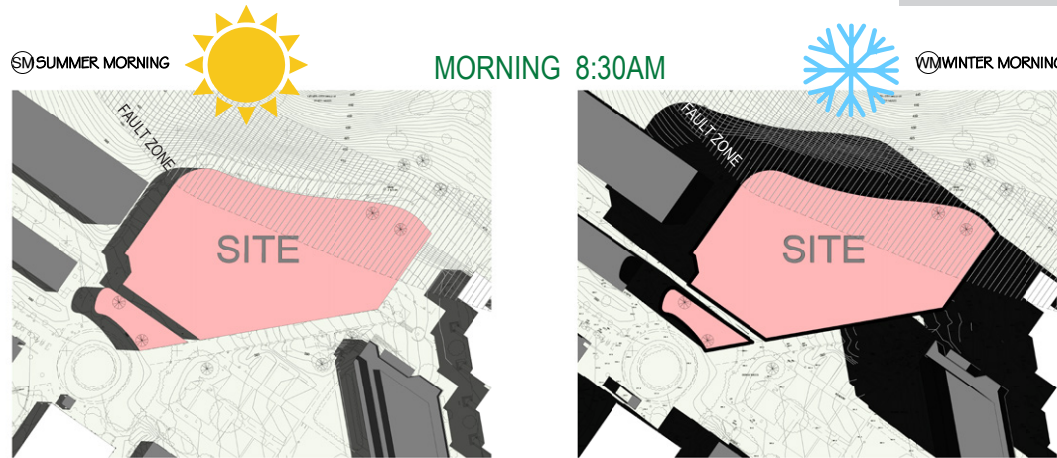 SM SUMMER MORNING
MORNING 8:30AM
WM WINTER MORNING
FAULT ZONE
SITE
FAULT ZONE
SITE